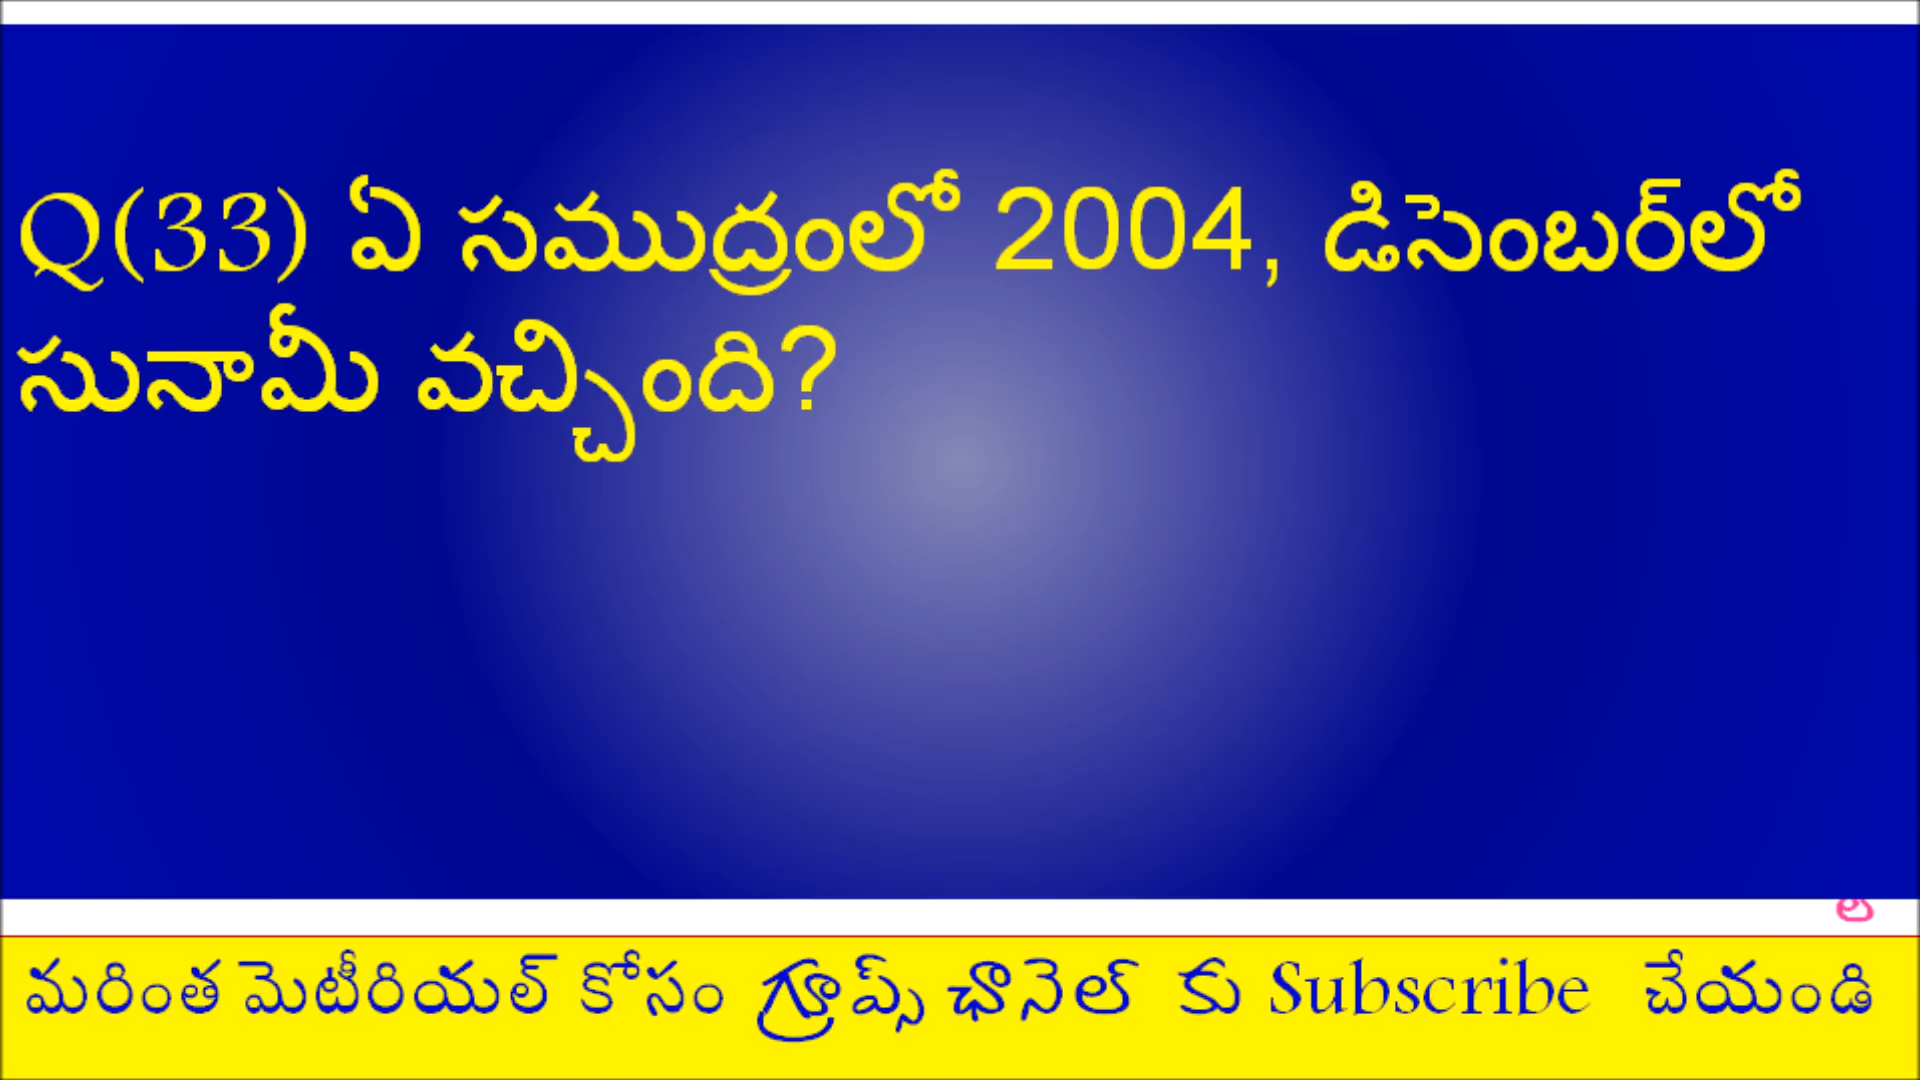 Q(33) ఏ సముద్రంలో 2004, డిసెంబర్‌లో
సునామీ వచ్చింది?
మరింత మెటీరియల్ కోసం గ్రూప్స్ ఛానెల్ కు Subscribe చేయండి